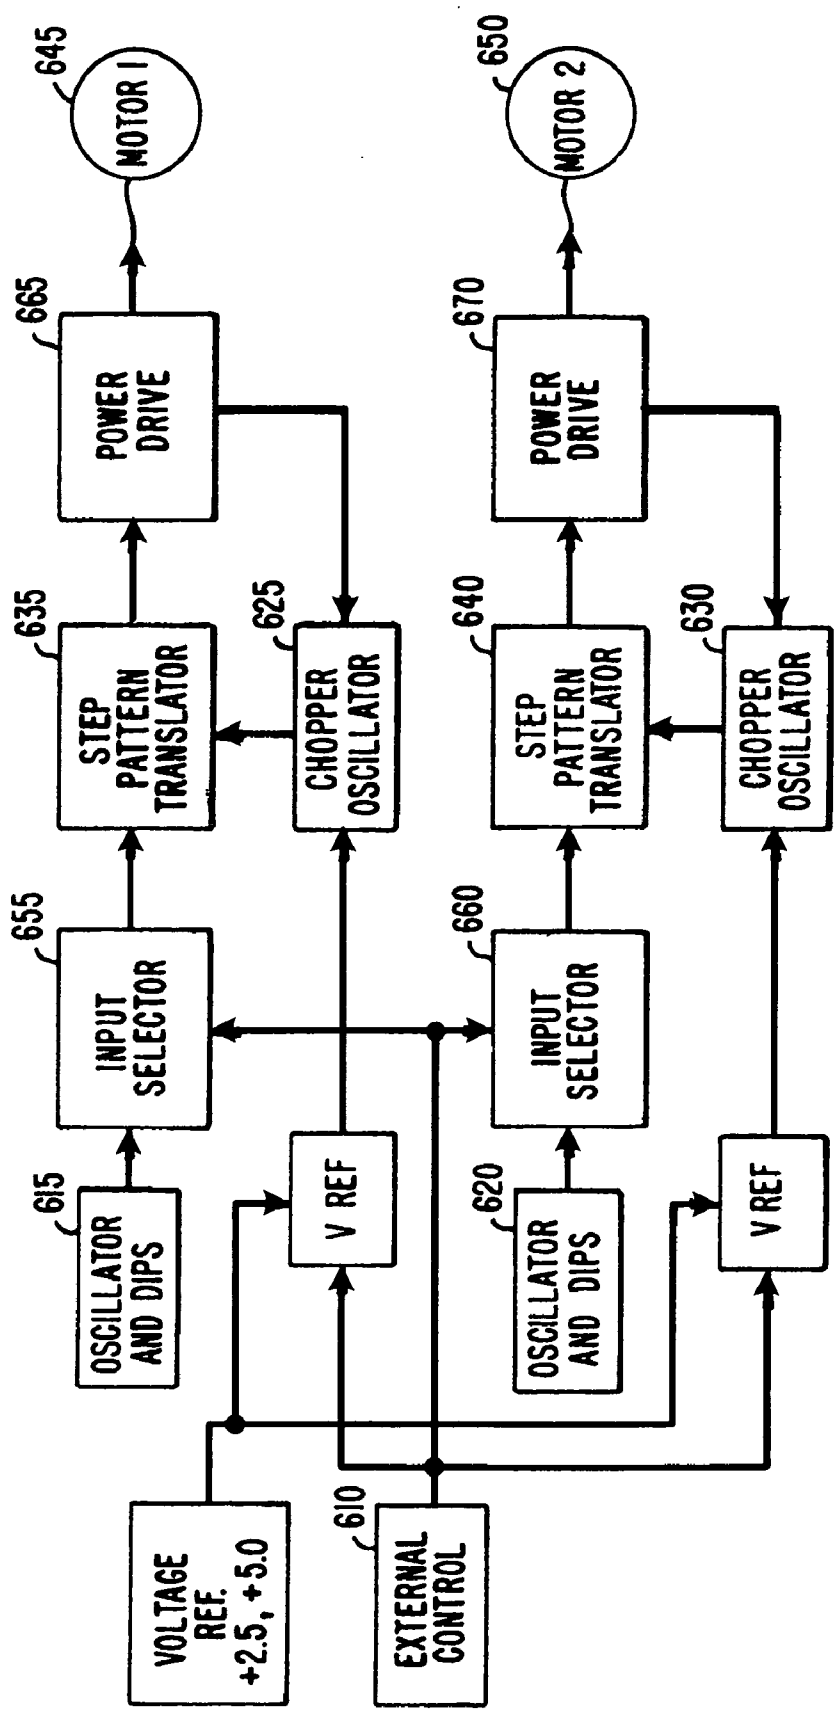 VOLTAGE
REF.
+2.5, +5.0
615
OSCILLATOR
AND DIPS
655
INPUT
SELECTOR
635
STEP
PATTERN
TRANSLATOR
665
POWER
DRIVE
645
MOTOR 1
V REF
625
CHOPPER
OSCILLATOR
610
EXTERNAL
CONTROL
620
OSCILLATOR
AND DIPS
660
INPUT
SELECTOR
640
STEP
PATTERN
TRANSLATOR
670
POWER
DRIVE
650
MOTOR 2
V REF
630
CHOPPER
OSCILLATOR